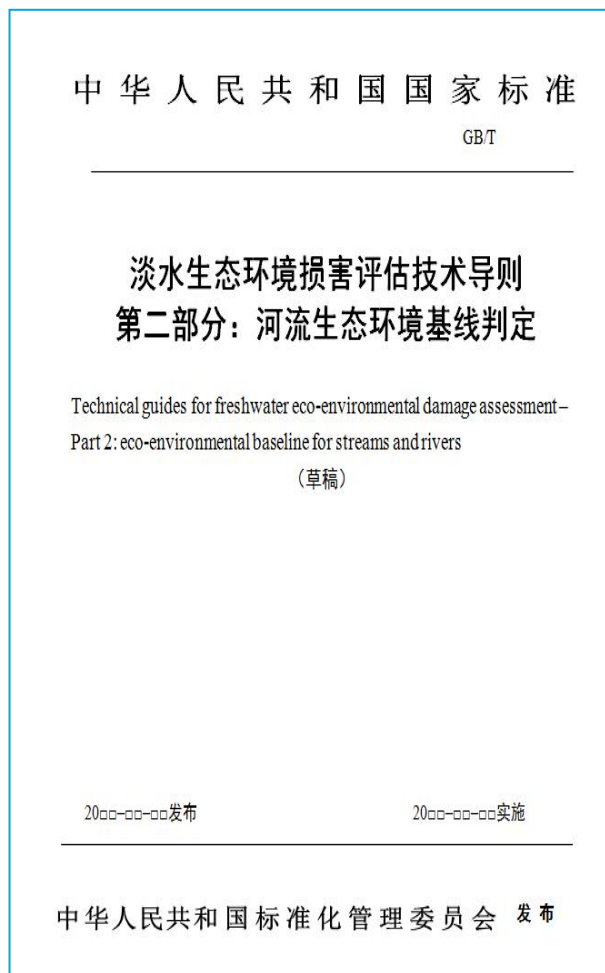 中华人民共和国国家标准
GB/T
淡水生态环境损害评估技术导则
第二部分：河流生态环境基线判定
Technical guides for freshwater eco-environmental damage assessment–
Part 2: eco-environmental baseline for streams and rivers
（草稿）
20□□–□□–□□发布 20□□–□□–□□实施
中华人民共和国标准化管理委员会 发布